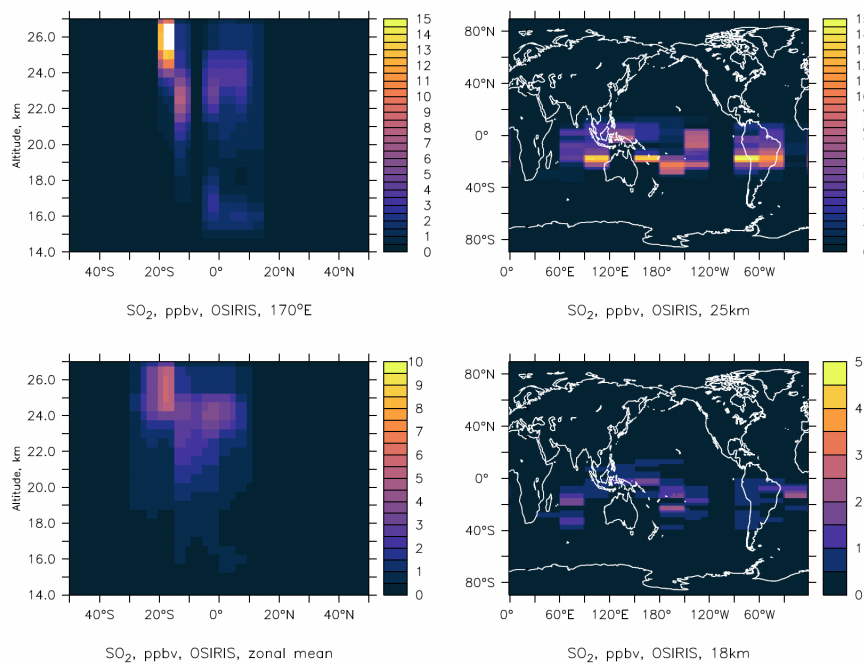 26.0
24.0
22.0
20.0
18.0
16.0
14.0
Altitude, km
40°S 20°S 0° 20°N 40°N
15
14
13
12
11
10
9
8
7
6
5
4
3
2
1
0
SO2, ppbv, OSIRIS, 170°E
80°N
40°N
0°
40°S
80°S
0° 60°E 120°E 180° 120°W 60°W
SO2, ppbv, OSIRIS, 25km
26.0
24.0
22.0
20.0
18.0
16.0
14.0
Altitude, km
40°S 20°S 0° 20°N 40°N
10
9
8
7
6
5
4
3
2
1
0
SO2, ppbv, OSIRIS, zonal mean
80°N
40°N
0°
40°S
80°S
0° 60°E 120°E 180° 120°W 60°W
5
4
3
2
1
0
SO2, ppbv, OSIRIS, 18km